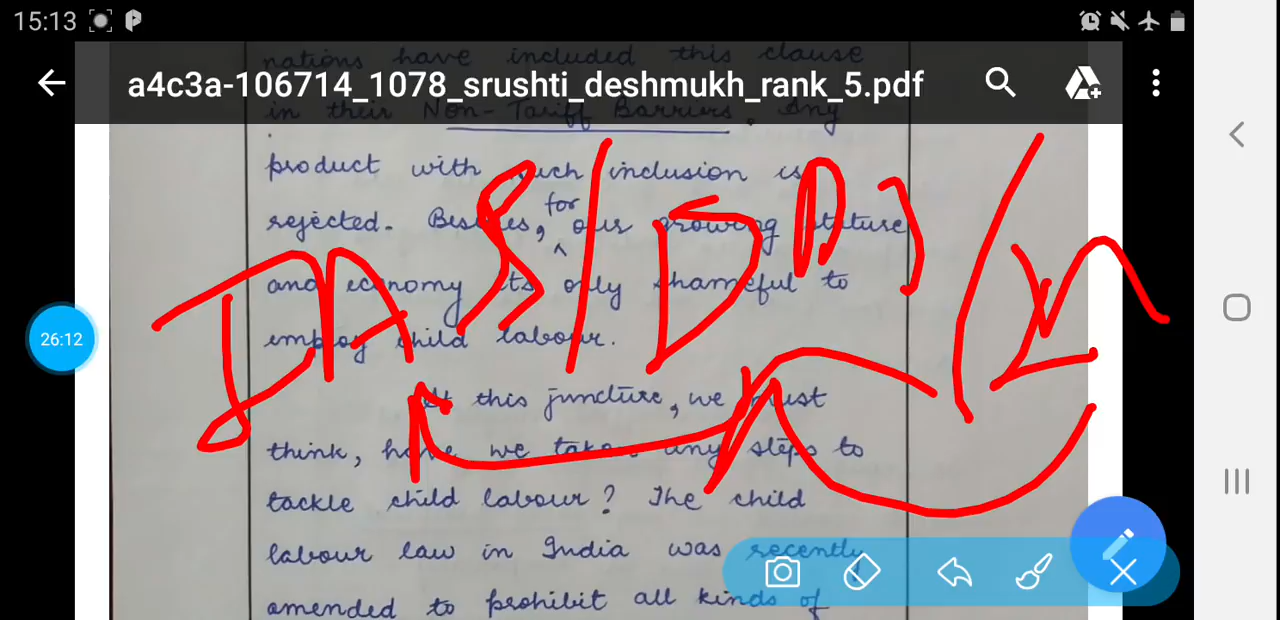 15:13
nations have included this clause
a4c3a-106714_1078_srushti_deshmukh_rank_5.pdf
in their Non-Tariff Barriers. Any
product with such inclusion is
rejected. Besides, for our growing stature
and economy its only shameful to
employ child labour.
26:12
At this juncture, we must
think, have we taken any steps to
tackle child labour? The child
labour law in India was recently
amended to prohibit all kinds of